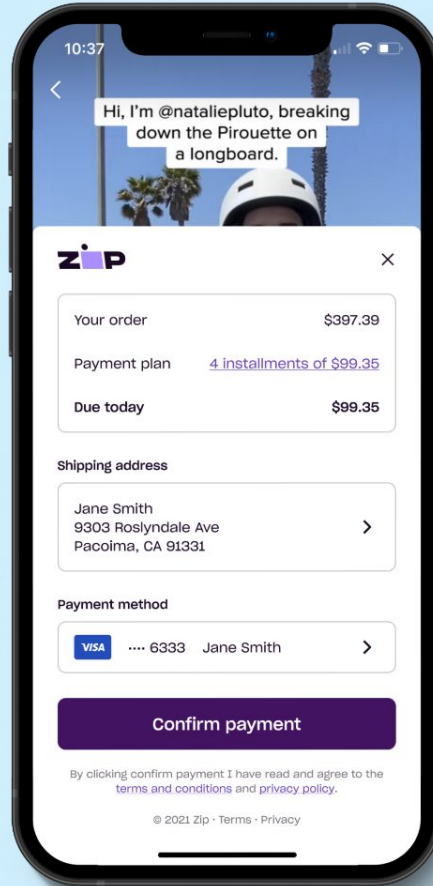 10:37
Hi, I'm @nataliepluto, breaking
down the Pirouette on
a longboard.
zip
Your order $397.39
Payment plan 4 installments of $99.35
Due today $99.35
Shipping address
Jane Smith
9303 Roslyndale Ave
Pacoima, CA 91331
Payment method
VISA •••• 6333 Jane Smith
Confirm payment
By clicking confirm payment I have read and agree to the
terms and conditions and privacy policy.
© 2021 Zip · Terms · Privacy